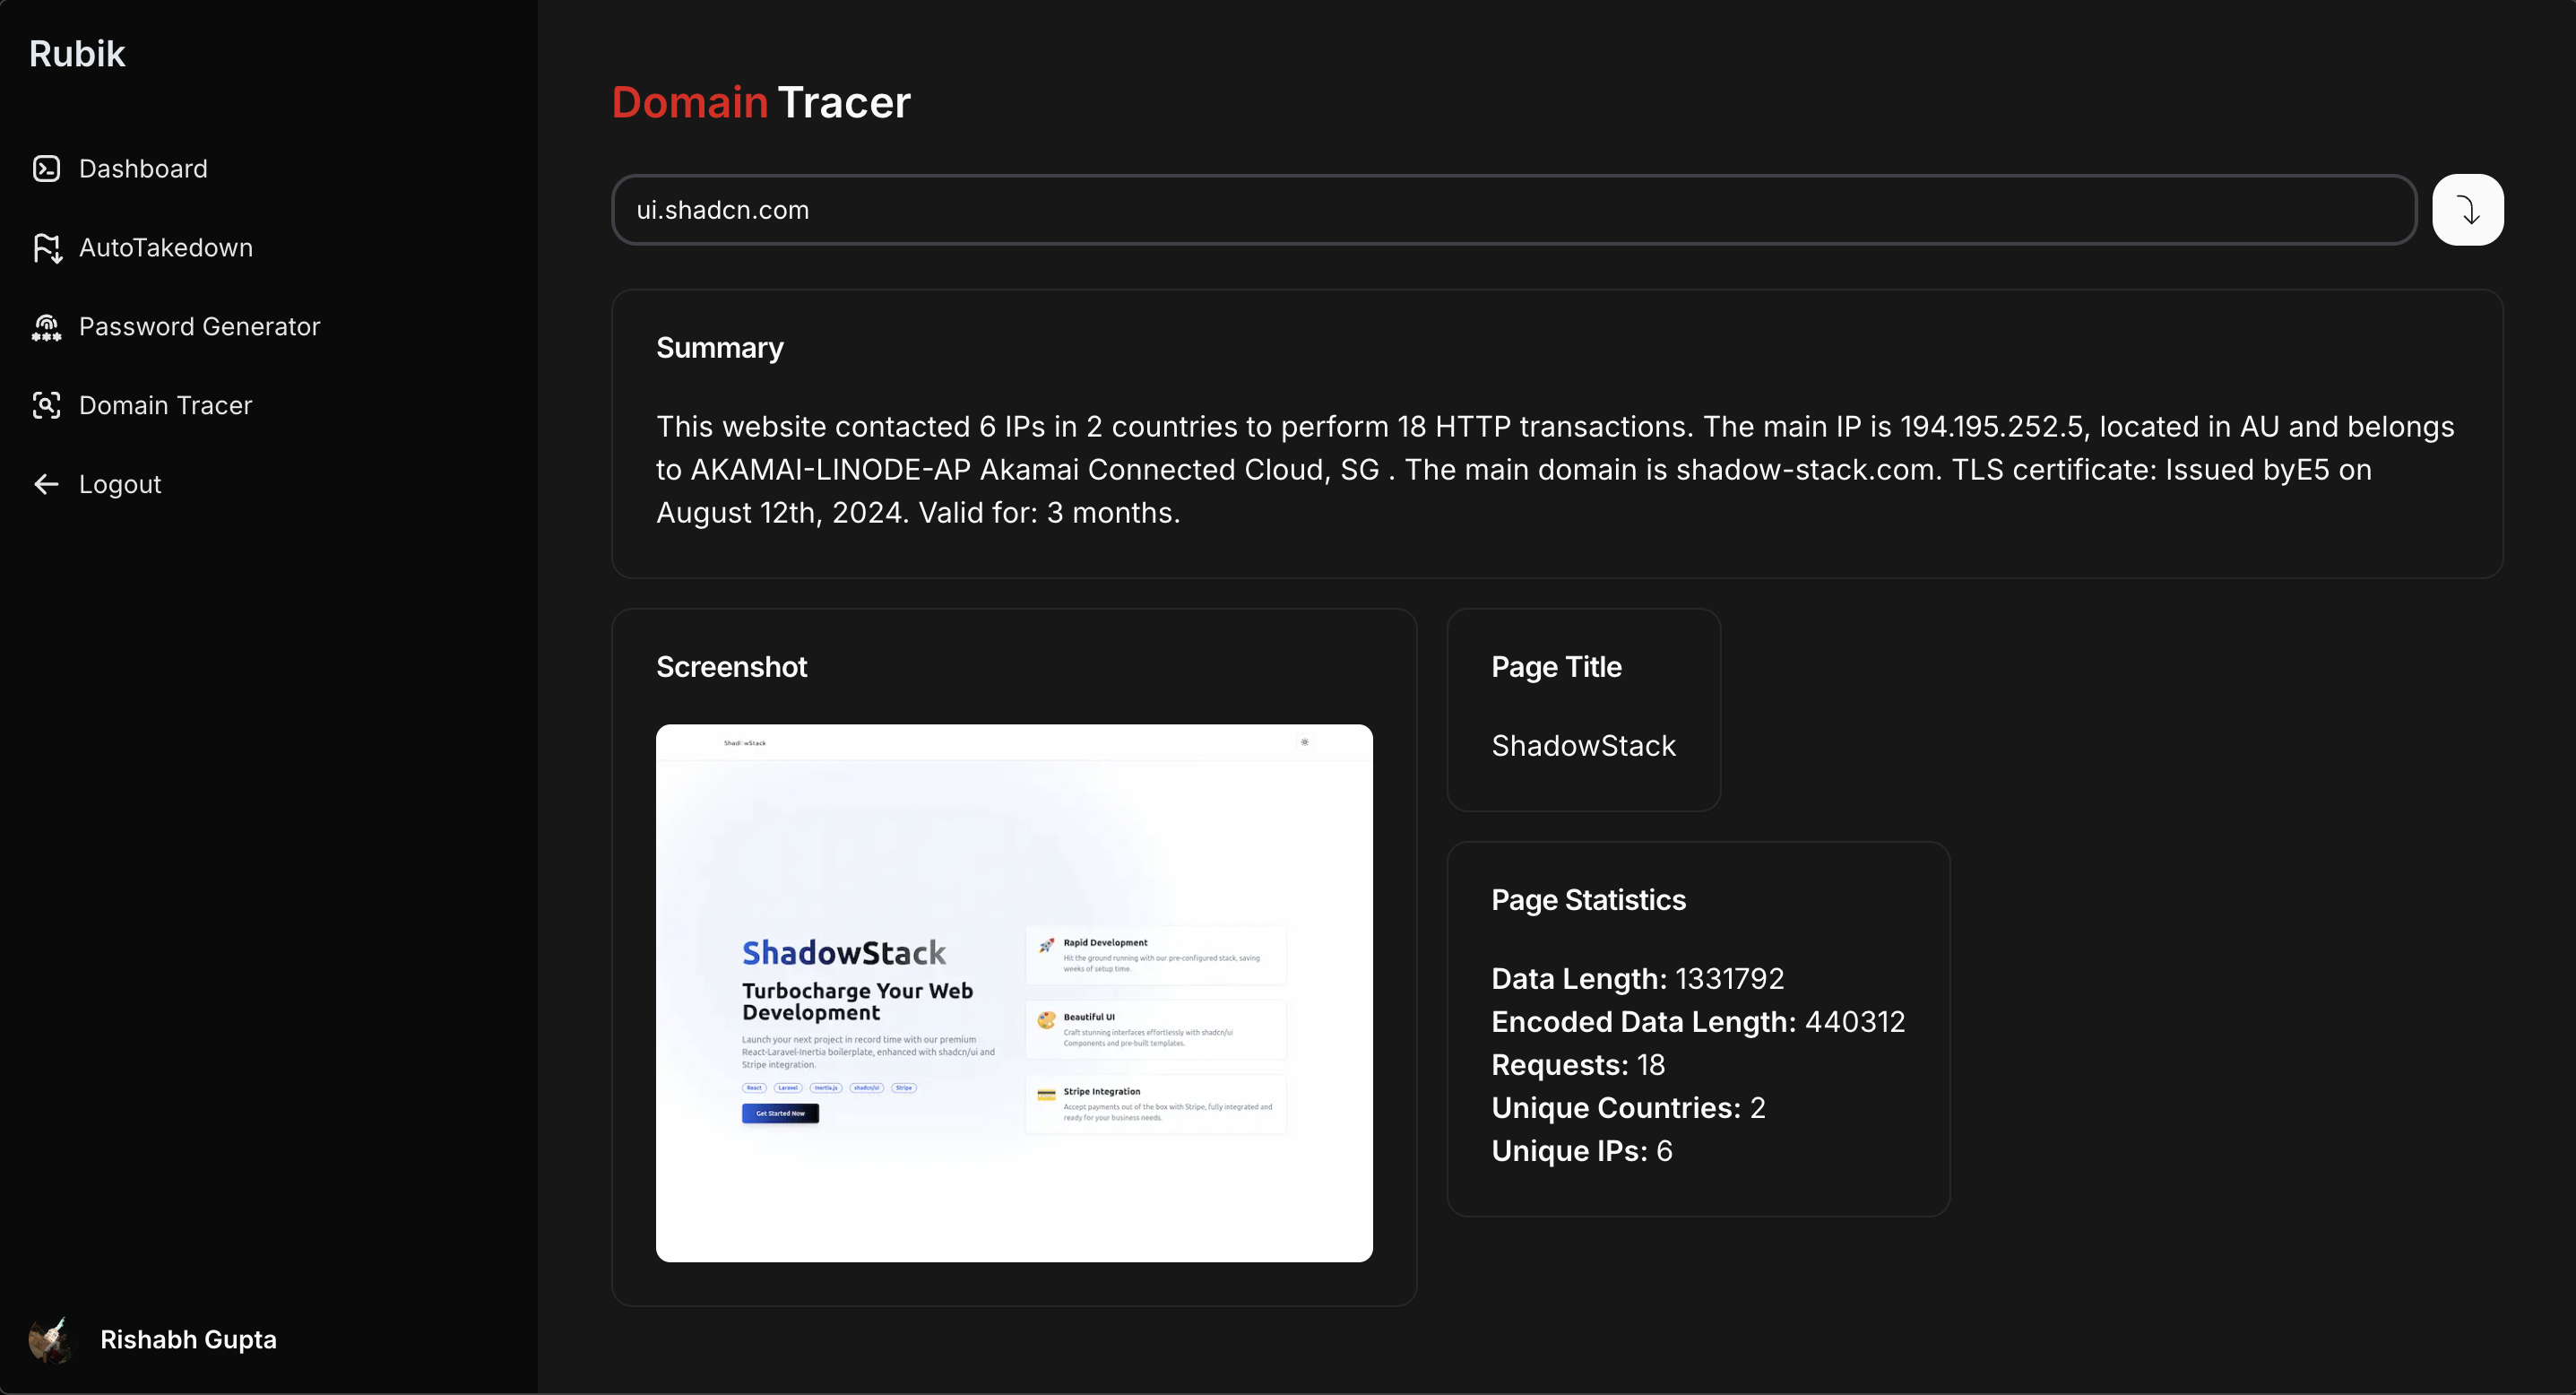 Rubik
Dashboard
AutoTakedown
Password Generator
Domain Tracer
Logout
Rishabh Gupta
Domain Tracer
ui.shadcn.com
Summary
This website contacted 6 IPs in 2 countries to perform 18 HTTP transactions. The main IP is 194.195.252.5, located in AU and belongs
to AKAMAI-LINODE-AP Akamai Connected Cloud, SG . The main domain is shadow-stack.com. TLS certificate: Issued byE5 on
August 12th, 2024. Valid for: 3 months.
Screenshot
ShadowStack
ShadowStack
Turbocharge Your Web
Development
Launch your next project in record time with our premium
React-Laravel-Inertia boilerplate, enhanced with shadcn/ui and
Stripe integration.
React Laravel Inertia.js shadcn/ui Stripe
Get Started Now
Rapid Development
Hit the ground running with our pre-configured stack, saving
weeks of setup time.
Beautiful UI
Craft stunning interfaces effortlessly with shadcn/ui
Components and pre-built templates.
Stripe Integration
Accept payments out of the box with Stripe, fully integrated and
ready for your business needs.
Page Title
ShadowStack
Page Statistics
Data Length: 1331792
Encoded Data Length: 440312
Requests: 18
Unique Countries: 2
Unique IPs: 6